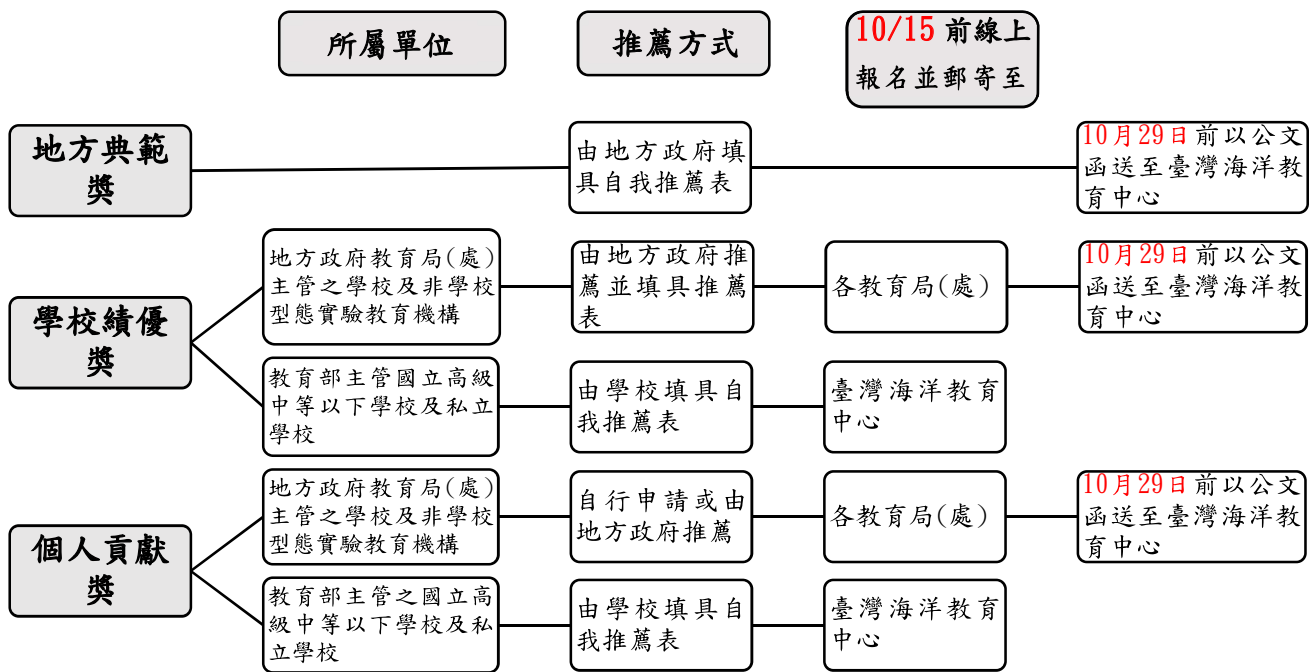 所屬單位
推薦方式
10/15 前線上
報名並郵寄至
地方典範
獎
由地方政府填
具自我推薦表
10月29日前以公文
函送至臺灣海洋教
育中心
學校績優
獎
地方政府教育局(處)
主管之學校及非學校
型態實驗教育機構
由地方政府推
薦並填具推薦
表
各教育局(處)
10月29日前以公文
函送至臺灣海洋教
育中心
教育部主管國立高級
中等以下學校及私立
學校
由學校填具自
我推薦表
臺灣海洋教育
中心
個人貢獻
獎
地方政府教育局(處)
主管之學校及非學校
型態實驗教育機構
自行申請或由
地方政府推薦
各教育局(處)
10月29日前以公文
函送至臺灣海洋教
育中心
教育部主管之國立高
級中等以下學校及私
立學校
由學校填具自
我推薦表
臺灣海洋教育
中心